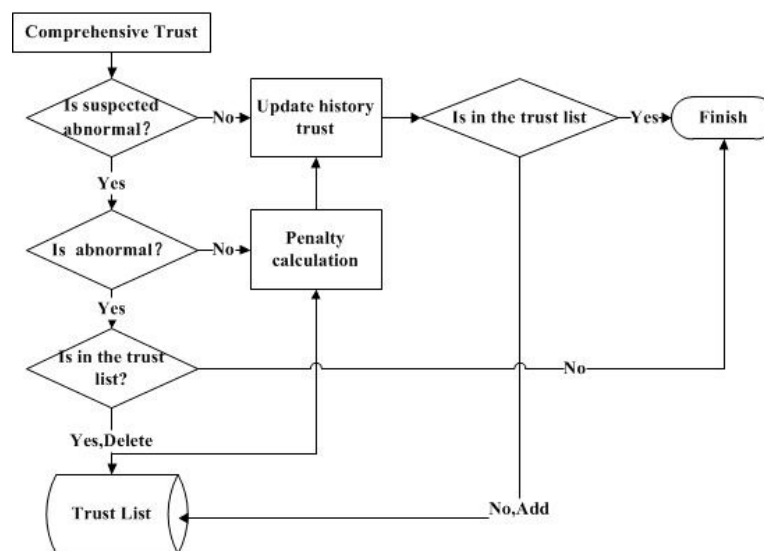 Comprehensive Trust
Is suspected
abnormal?
No
Update history
trust
Is in the trust list
Yes
Finish
Yes
Is abnormal?
No
Penalty
calculation
Yes
Is in the trust
list?
No
Yes,Delete
Trust List
No,Add